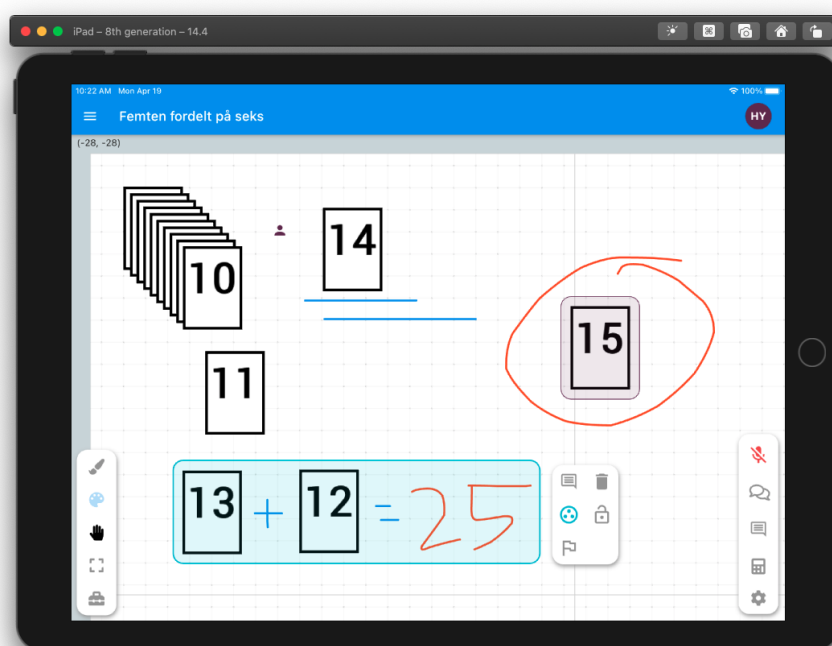 iPad – 8th generation – 14.4
10:22 AM Mon Apr 19
100%
Femten fordelt på seks
HY
(-28, -28)
10
14
15
11
13 + 12 = 25